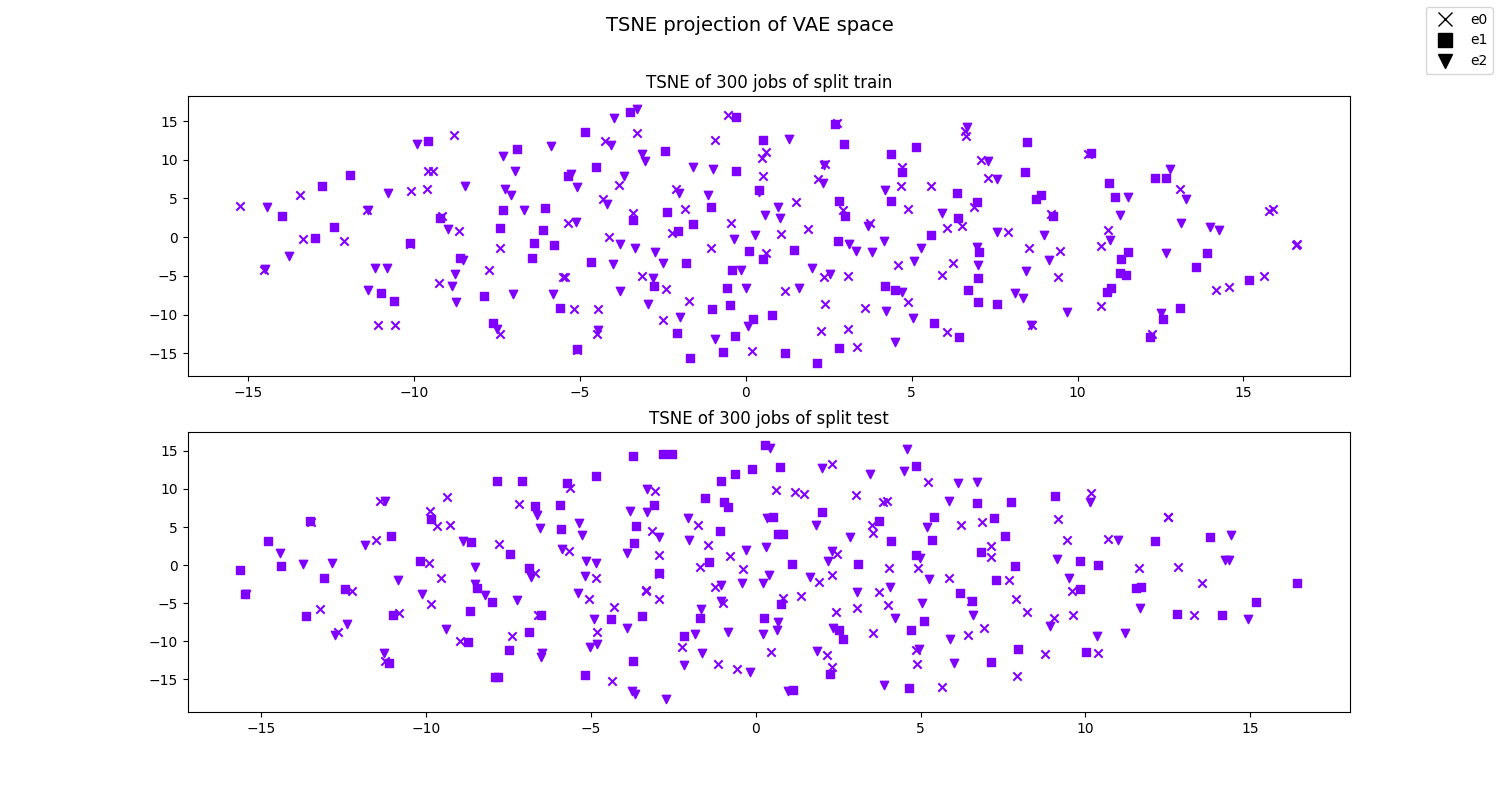 TSNE projection of VAE space
e0
e1
e2
TSNE of 300 jobs of split train
15
10
5
0
−5
−10
−15
−15 −10 −5 0 5 10 15
TSNE of 300 jobs of split test
15
10
5
0
−5
−10
−15
−15 −10 −5 0 5 10 15